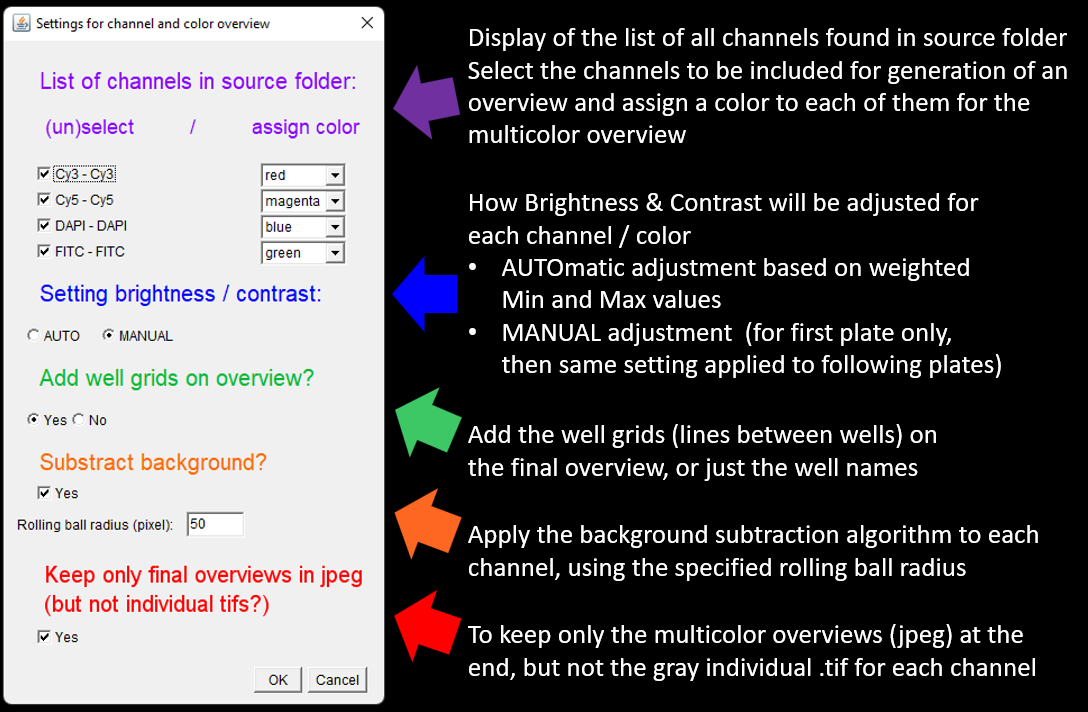 Settings for channel and color overview
List of channels in source folder:
(un)select / assign color
Cy3 - Cy3 red
Cy5 - Cy5 magenta
DAPI - DAPI blue
FITC - FITC green
Setting brightness / contrast:
AUTO MANUAL
Add well grids on overview?
Yes No
Substract background?
Yes
Rolling ball radius (pixel): 50
Keep only final overviews in jpeg
(but not individual tifs?)
Yes
OK Cancel
Display of the list of all channels found in source folder
Select the channels to be included for generation of an
overview and assign a color to each of them for the
multicolor overview
How Brightness & Contrast will be adjusted for
each channel / color
• AUTOmatic adjustment based on weighted
Min and Max values
• MANUAL adjustment (for first plate only,
then same setting applied to following plates)
Add the well grids (lines between wells) on
the final overview, or just the well names
Apply the background subtraction algorithm to each
channel, using the specified rolling ball radius
To keep only the multicolor overviews (jpeg) at the
end, but not the gray individual .tif for each channel